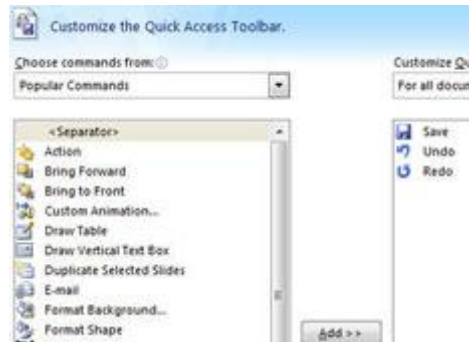 Customize the Quick Access Toolbar.
Choose commands from:
Customize Qu
Popular Commands
For all docum
<Separator>
Action
Bring Forward
Bring to Front
Custom Animation...
Draw Table
Draw Vertical Text Box
Duplicate Selected Slides
E-mail
Format Background...
Format Shape
Save
Undo
Redo
Add >>